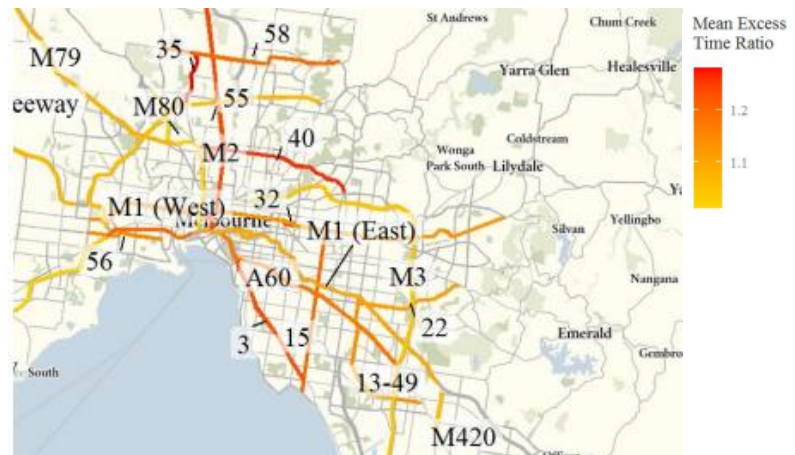 St Andrews
Chum Creek
Mean Excess
Time Ratio
58
35
M79
Yarra Glen
Healesville
eeway
M80
55
1.2
Coldstream
40
M2
Wonga
Park South
Lilydale
1.1
32
M1 (West)
Melbourne
M1 (East)
Silvan
Yellingbo
56
A60
M3
Nangana
22
3
15
Emerald
Gembro
South
13-49
M420